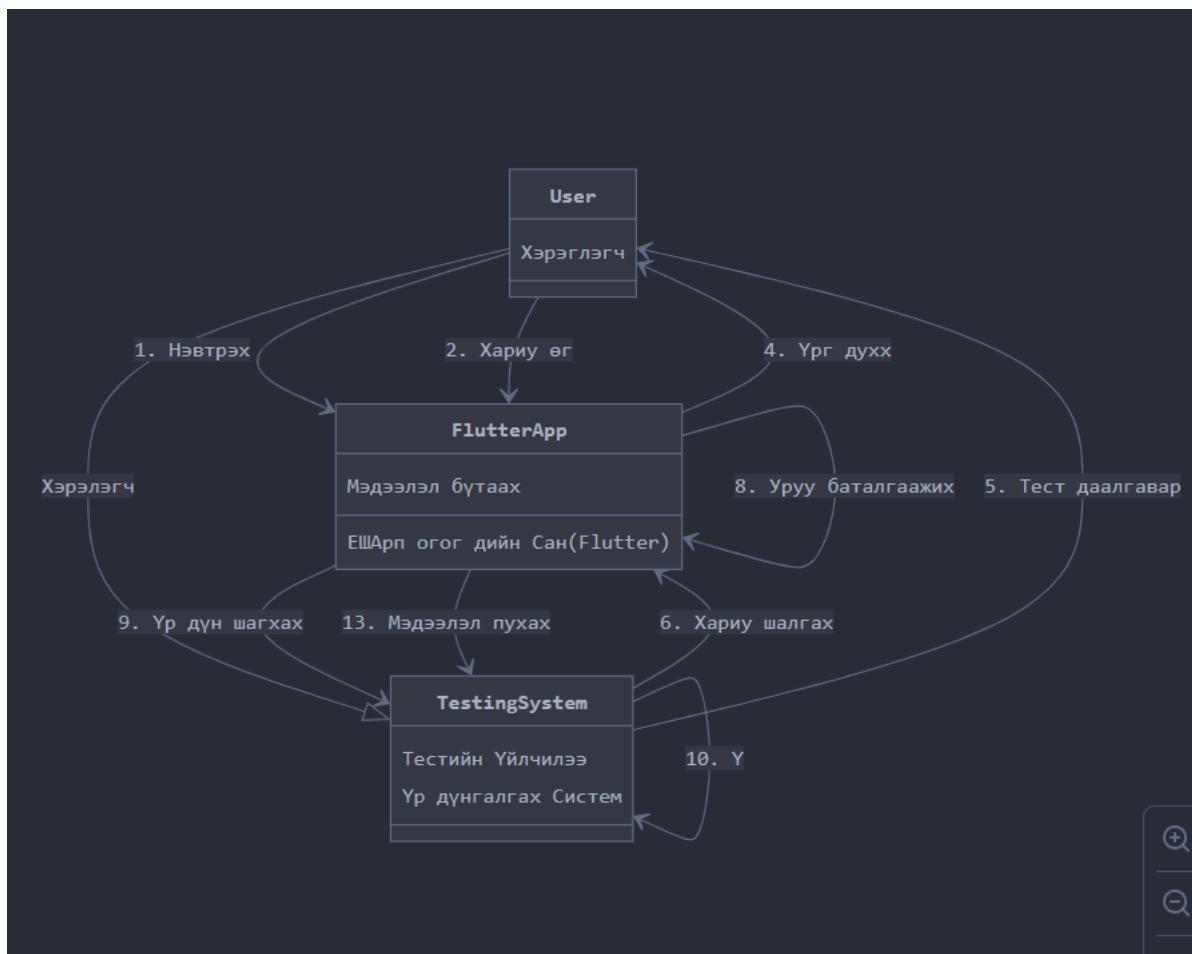 User
Хэрэглэгч
1. Нэвтрэх
2. Хариу өг
4. Үрг духх
FlutterApp
Мэдээлэл бүтаах
ЕШАрп огог дийн Сан(Flutter)
Хэрэлэгч
8. Уруу баталгаажих
5. Тест даалгавар
9. Үр дүн шагхах
13. Мэдээлэл пухах
6. Хариу шалгах
TestingSystem
Тестийн Үйлчилээ
Үр дүнгалгах Систем
10. Ү